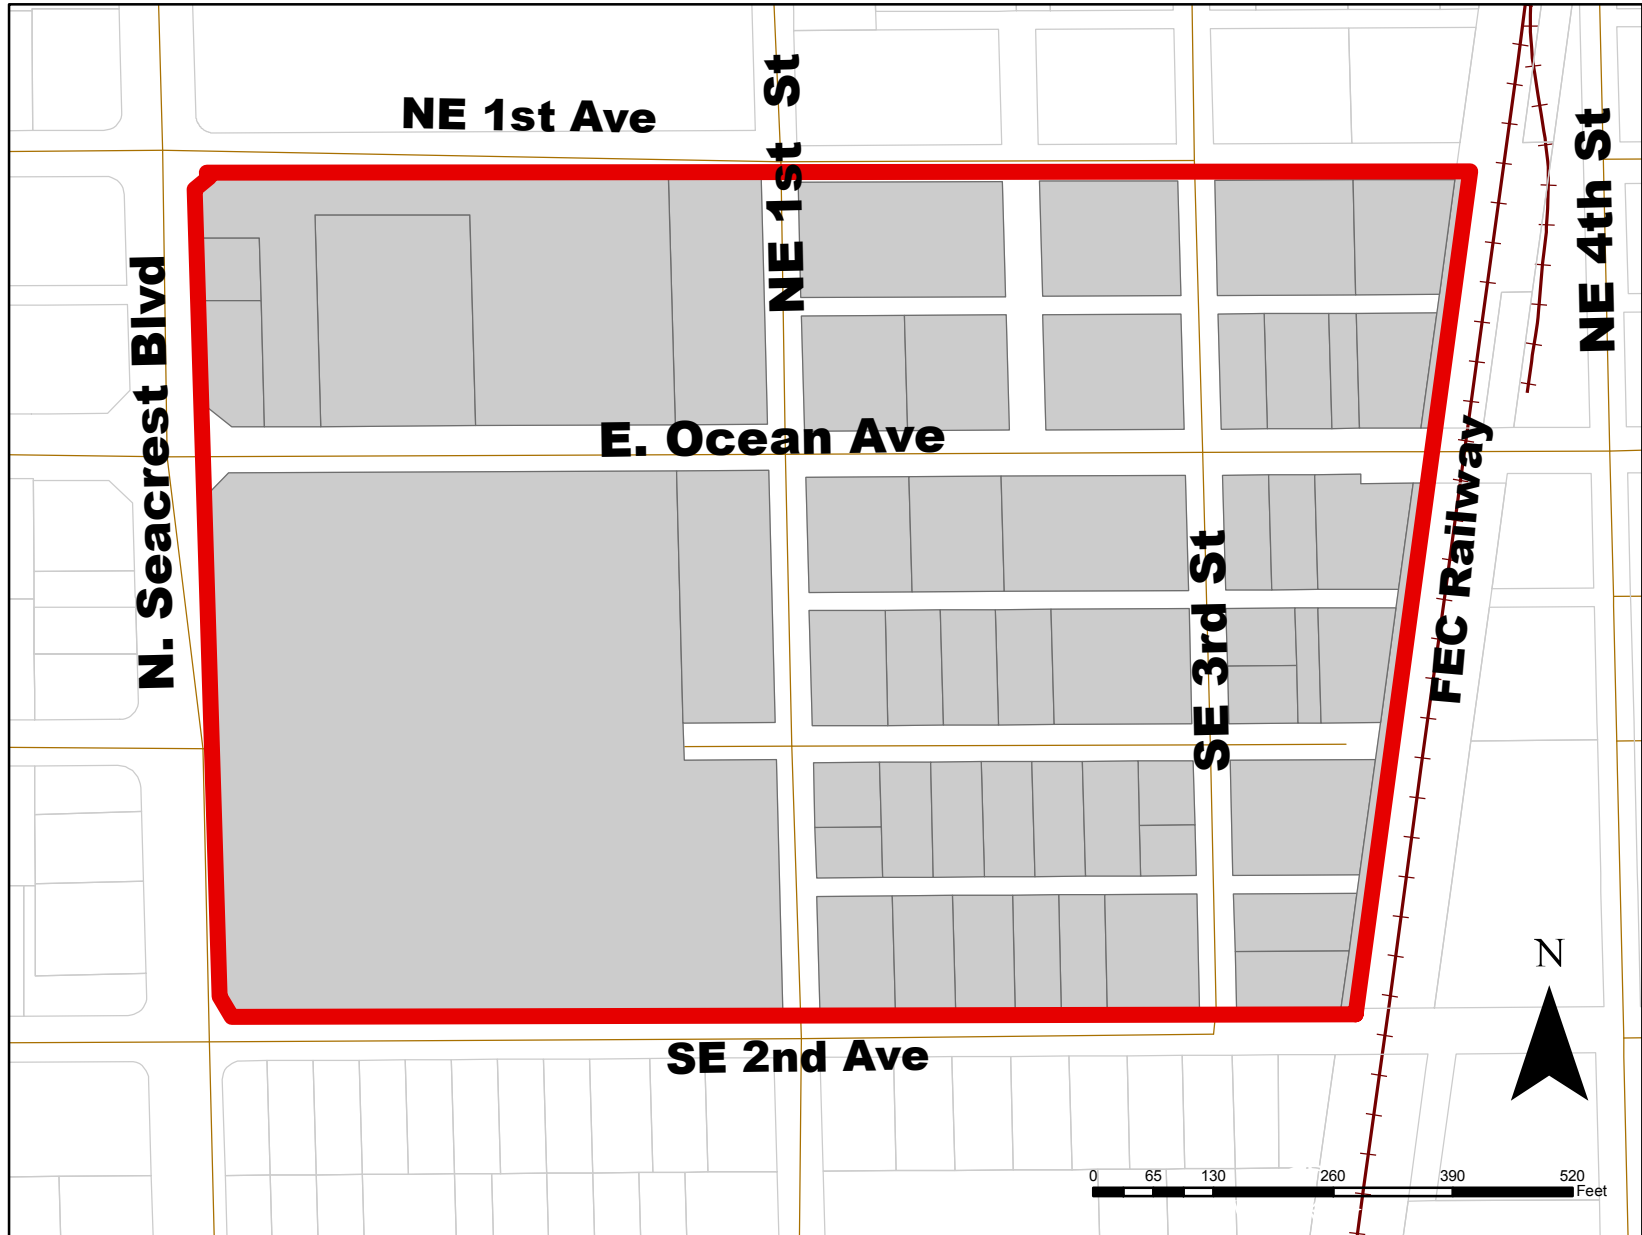 NE 1st Ave
NE 1st St
NE 4th St
N. Seacrest Blvd
E. Ocean Ave
FEC Railway
SE 3rd St
N
SE 2nd Ave
0 65 130 260 390 520
Feet